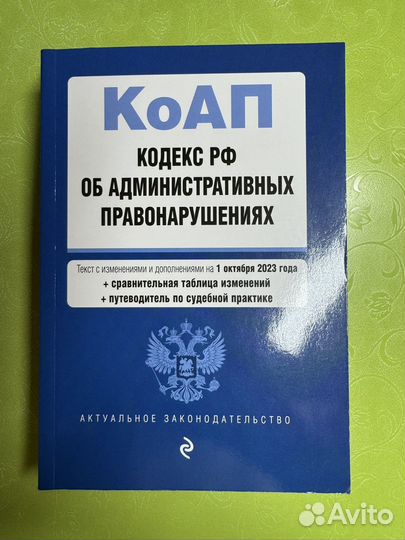 КоАП
КОДЕКС РФ
ОБ АДМИНИСТРАТИВНЫХ
ПРАВОНАРУШЕНИЯХ
Текст с изменениями и дополнениями на 1 октября 2023 года
+ сравнительная таблица изменений
+ путеводитель по судебной практике
АКТУАЛЬНОЕ ЗАКОНОДАТЕЛЬСТВО
Avito